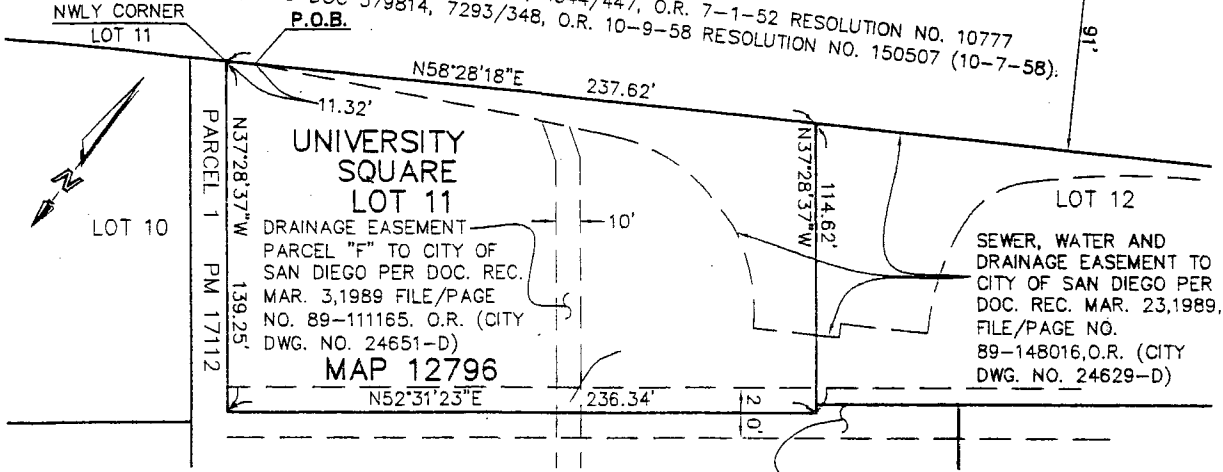 7-1-52 RESOLUTION NO. 10777
DOC 379814, 7293/348, O.R. 10-9-58 RESOLUTION NO. 150507 (10-7-58).
NWLY CORNER
LOT 11
P.O.B.
91'
N58°28'18"E 237.62'
11.32'
UNIVERSITY
SQUARE
LOT 11
N37°28'37"W 139.25'
PARCEL 1 PM 17112
N
LOT 10
DRAINAGE EASEMENT
PARCEL "F" TO CITY OF
SAN DIEGO PER DOC. REC.
MAR. 3,1989 FILE/PAGE
NO. 89-111165. O.R. (CITY
DWG. NO. 24651-D)
MAP 12796
10'
N37°28'37"W 114.62'
LOT 12
SEWER, WATER AND
DRAINAGE EASEMENT TO
CITY OF SAN DIEGO PER
DOC. REC. MAR. 23,1989,
FILE/PAGE NO.
89-148016,O.R. (CITY
DWG. NO. 24629-D)
N52°31'23"E 236.34'
20'